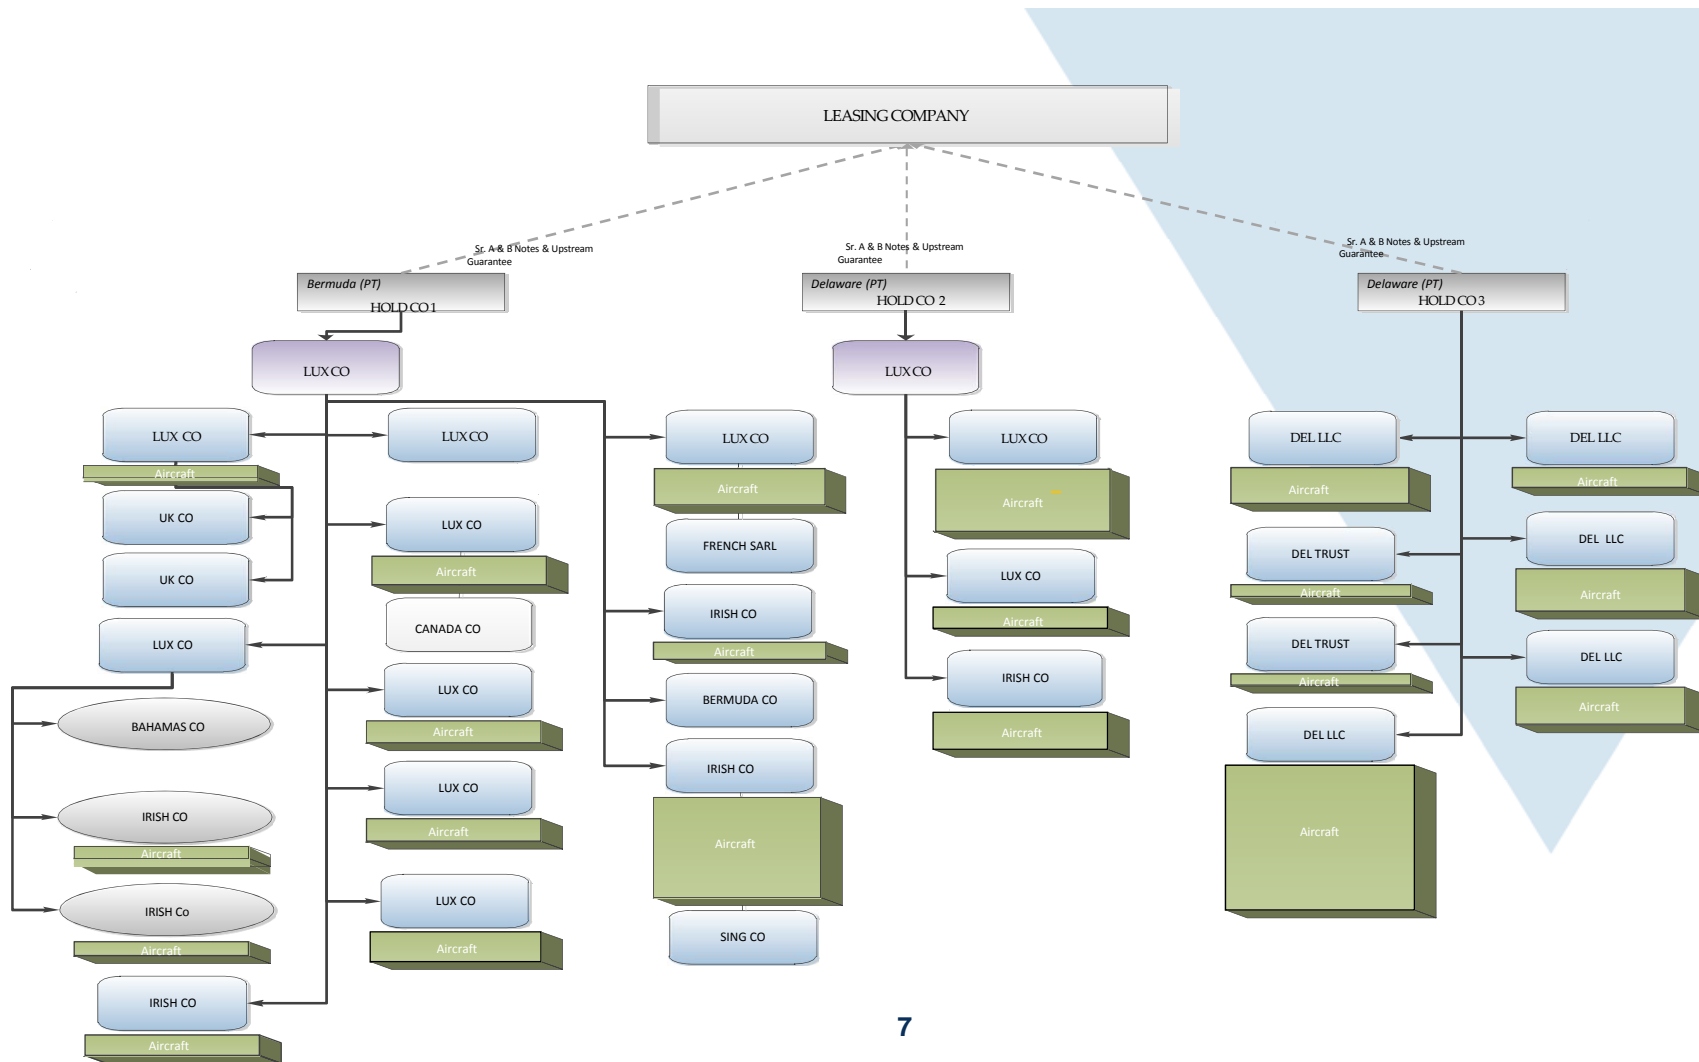 LEASING COMPANY
Sr. A & B Notes & Upstream
Guarantee
Sr. A & B Notes & Upstream
Guarantee
Sr. A & B Notes & Upstream
Guarantee
Bermuda (PT)
HOLD CO 1
Delaware (PT)
HOLD CO 2
Delaware (PT)
HOLD CO 3
LUX CO
LUX CO
LUX CO
Aircraft
UK CO
UK CO
LUX CO
BAHAMAS CO
IRISH CO
Aircraft
IRISH Co
Aircraft
IRISH CO
Aircraft
LUX CO
LUX CO
Aircraft
CANADA CO
LUX CO
Aircraft
LUX CO
Aircraft
LUX CO
Aircraft
LUX CO
Aircraft
FRENCH SARL
IRISH CO
Aircraft
BERMUDA CO
IRISH CO
Aircraft
SING CO
LUX CO
Aircraft
LUX CO
Aircraft
IRISH CO
Aircraft
DEL LLC
Aircraft
DEL TRUST
Aircraft
DEL TRUST
Aircraft
DEL LLC
Aircraft
DEL LLC
Aircraft
DEL LLC
Aircraft
DEL LLC
Aircraft
7